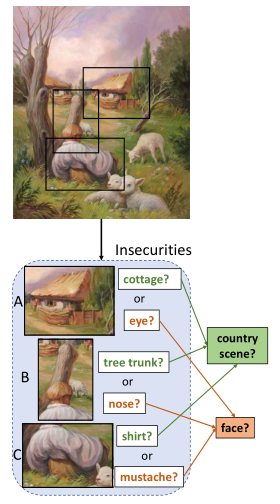 Insecurities
A
cottage?
or
eye?
country
scene?
B
tree trunk?
or
nose?
face?
C
shirt?
or
mustache?